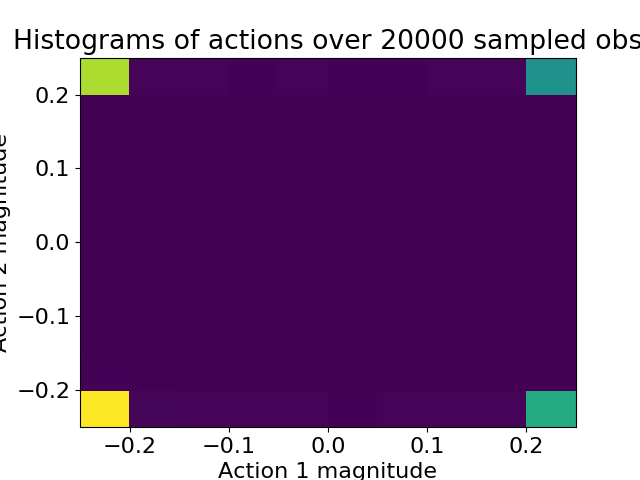 Histograms of actions over 20000 sampled obs
0.2
0.1
0.0
−0.1
−0.2
Action 2 magnitude
−0.2 −0.1 0.0 0.1 0.2
Action 1 magnitude